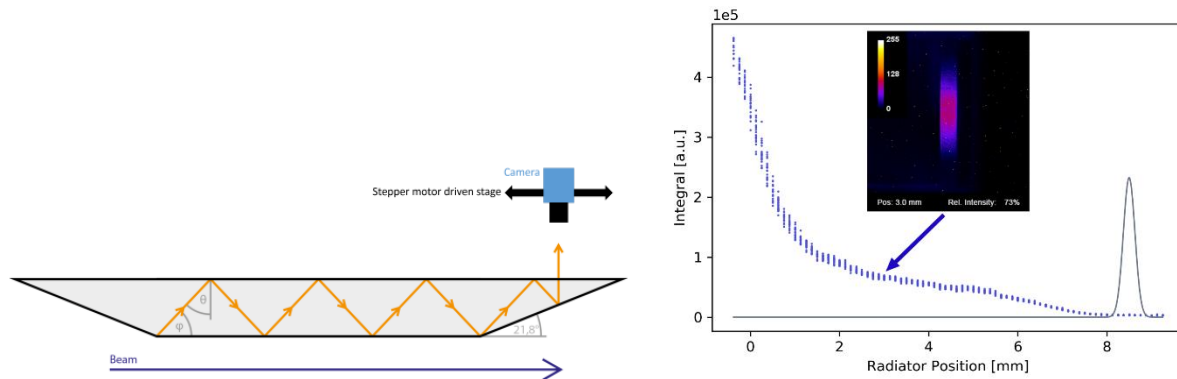 Camera
Stepper motor driven stage
θ
φ
21,8°
Beam
1e5
Integral [a.u.]
4
3
2
1
0
255
128
0
Pos: 3.0 mm Rel. Intensity: 73%
0 2 4 6 8
Radiator Position [mm]